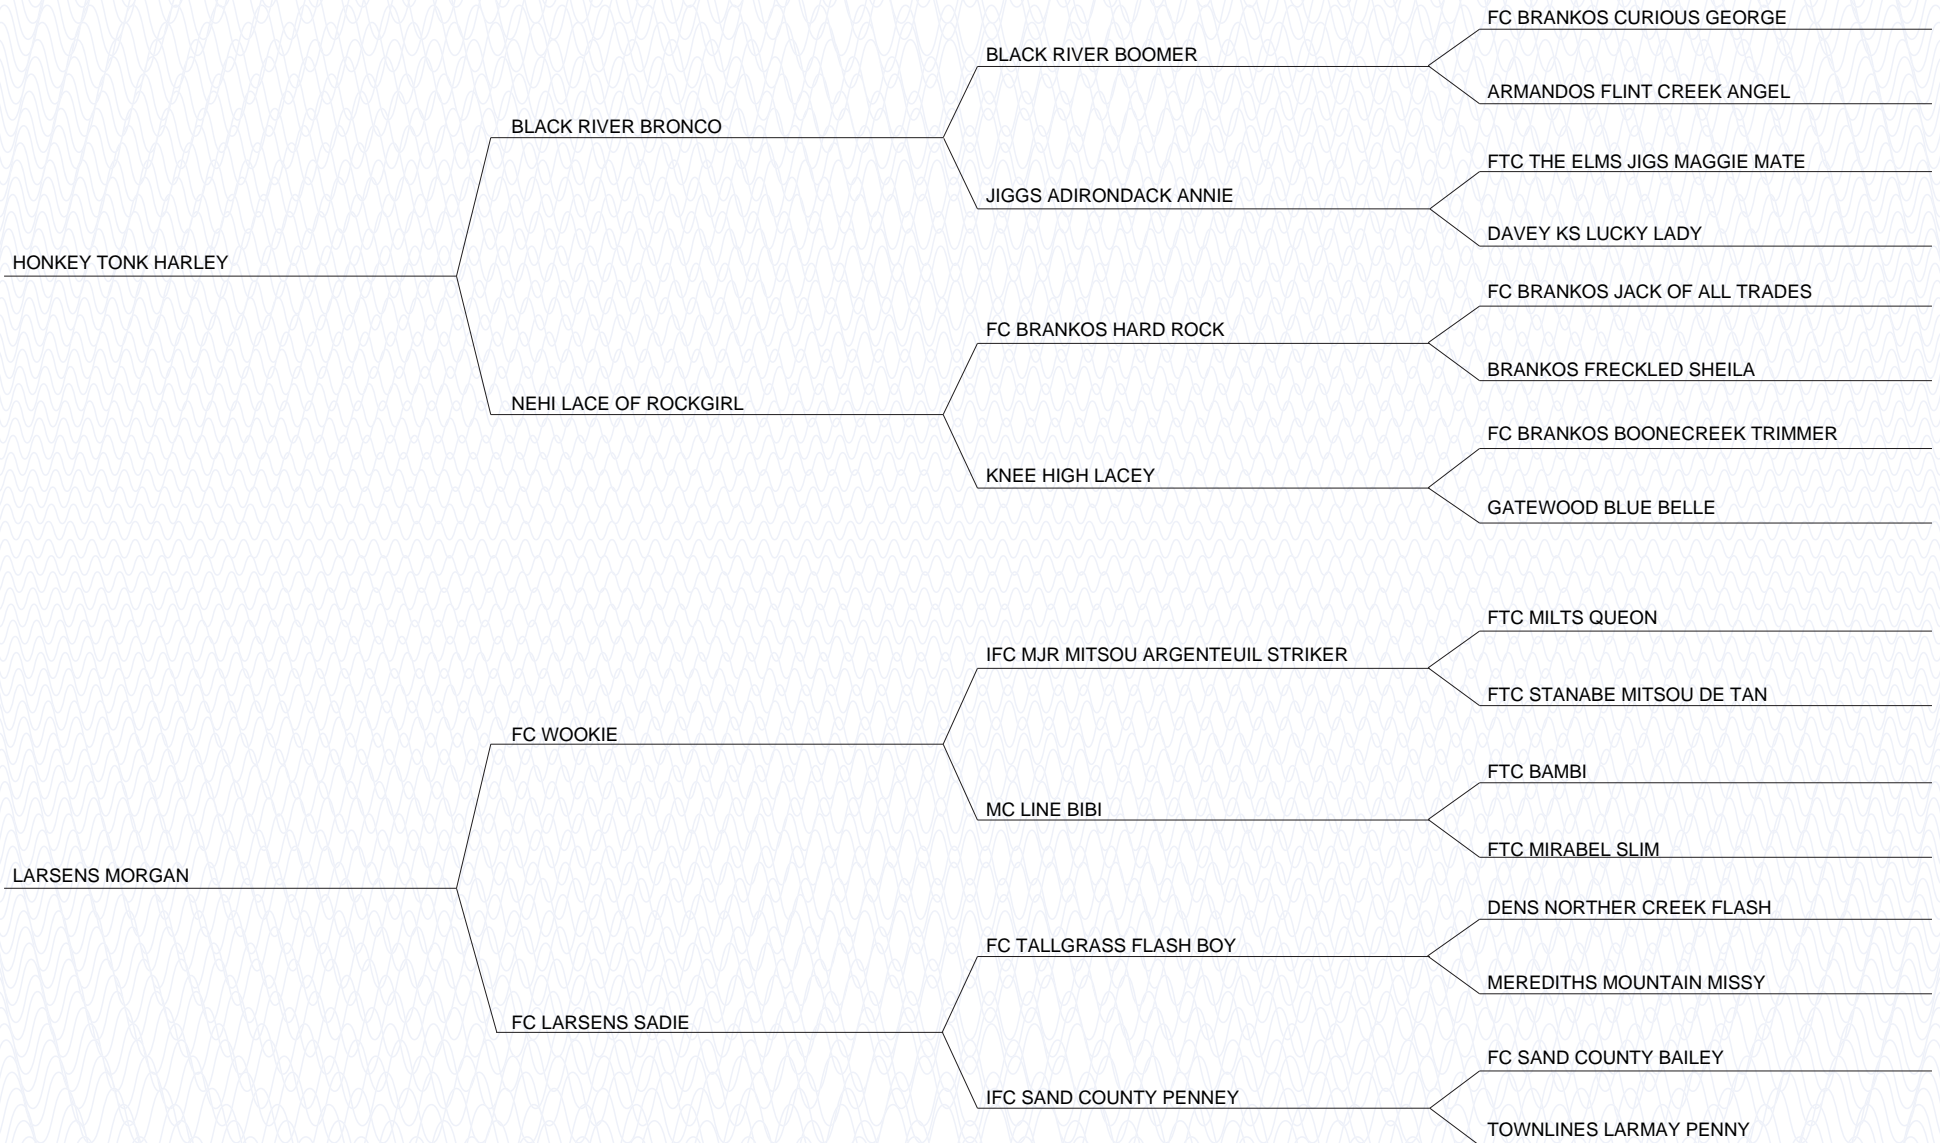 FC BRANKOS CURIOUS GEORGE
BLACK RIVER BOOMER
ARMANDOS FLINT CREEK ANGEL
BLACK RIVER BRONCO
FTC THE ELMS JIGS MAGGIE MATE
JIGGS ADIRONDACK ANNIE
DAVEY KS LUCKY LADY
HONKEY TONK HARLEY
FC BRANKOS JACK OF ALL TRADES
FC BRANKOS HARD ROCK
BRANKOS FRECKLED SHEILA
NEHI LACE OF ROCKGIRL
FC BRANKOS BOONECREEK TRIMMER
KNEE HIGH LACEY
GATEWOOD BLUE BELLE
FTC MILTS QUEON
IFC MJR MITSOU ARGENTEUIL STRIKER
FTC STANABE MITSOU DE TAN
FC WOOKIE
FTC BAMBI
MC LINE BIBI
FTC MIRABEL SLIM
LARSENS MORGAN
DENS NORTHER CREEK FLASH
FC TALLGRASS FLASH BOY
MEREDITHS MOUNTAIN MISSY
FC LARSENS SADIE
FC SAND COUNTY BAILEY
IFC SAND COUNTY PENNEY
TOWNLINES LARMAY PENNY